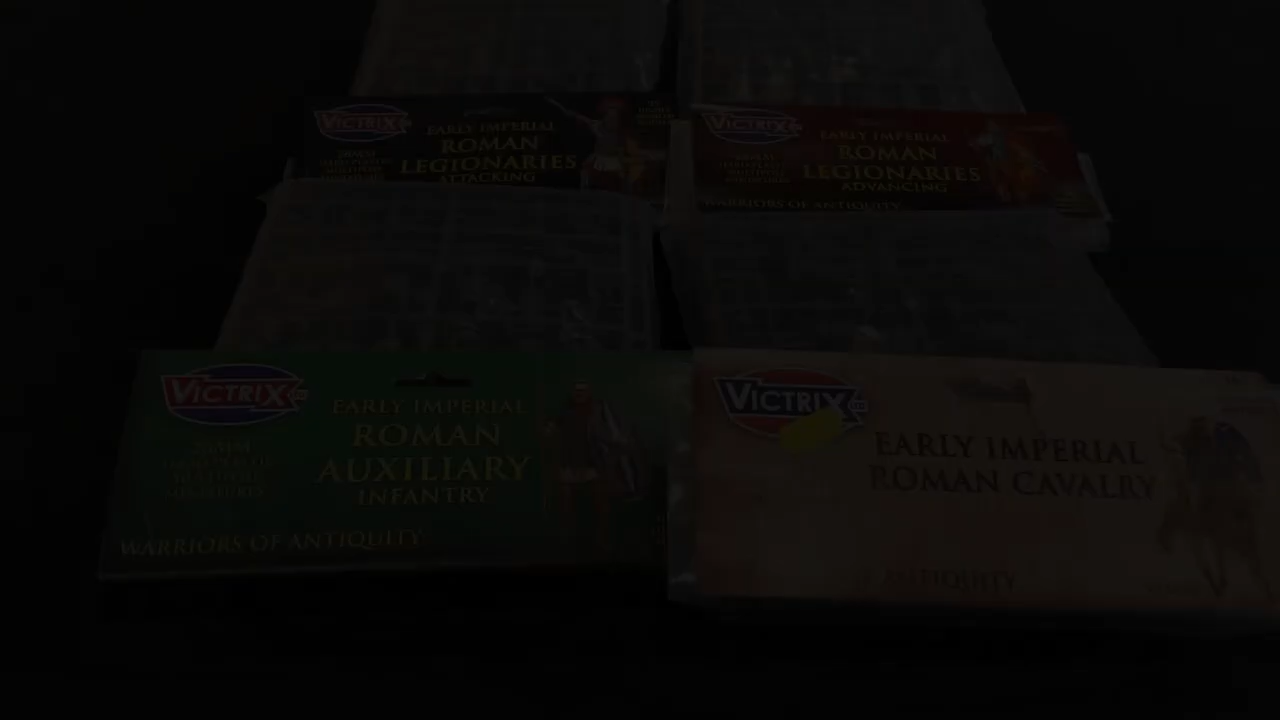 VICTRIX
EARLY IMPERIAL
ROMAN
LEGIONARIES
ATTACKING
VICTRIX
EARLY IMPERIAL
ROMAN
LEGIONARIES
ADVANCING
WARRIORS OF ANTIQUITY
VICTRIX
EARLY IMPERIAL
ROMAN
AUXILIARY
INFANTRY
WARRIORS OF ANTIQUITY
VICTRIX
EARLY IMPERIAL
ROMAN CAVALRY
ANTIQUITY